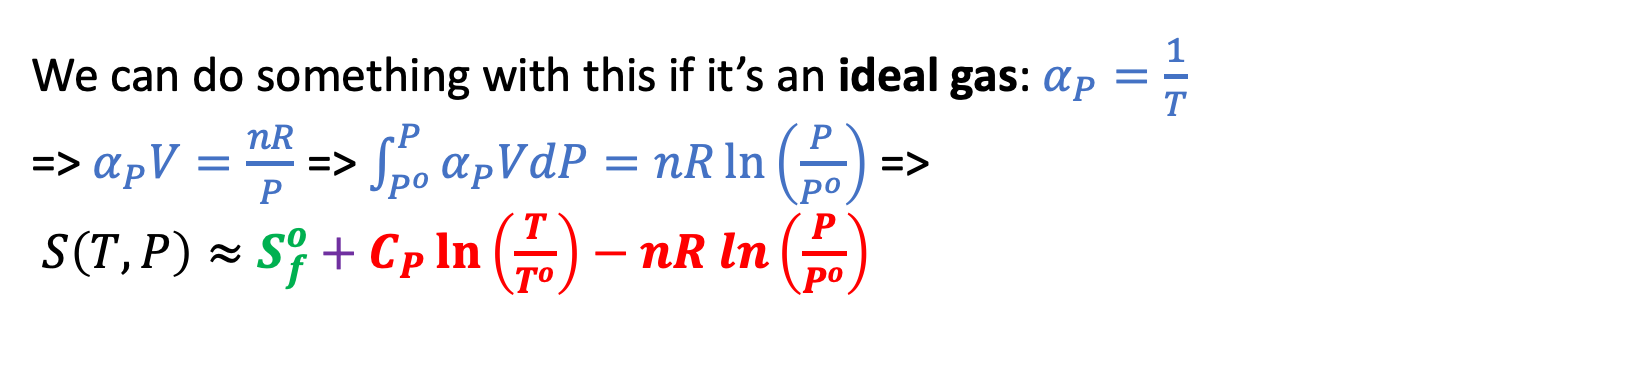 We can do something with this if it’s an ideal gas: α_P = 1/T
=> α_P V = nR/P => ∫_{P^o}^{P} α_P V dP = nR ln(P/P^o) =>
S(T, P) ≈ S_f^o + C_P ln(T/T^o) − nR ln(P/P^o)